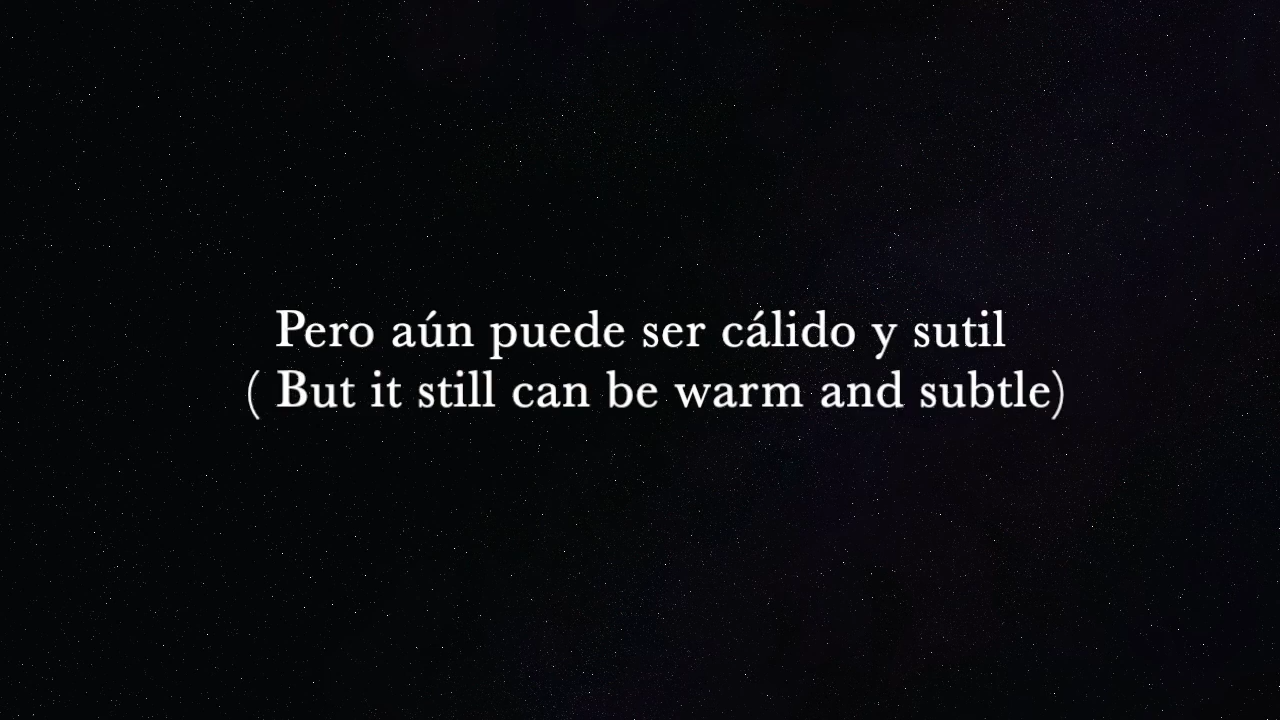 Pero aún puede ser cálido y sutil
( But it still can be warm and subtle)